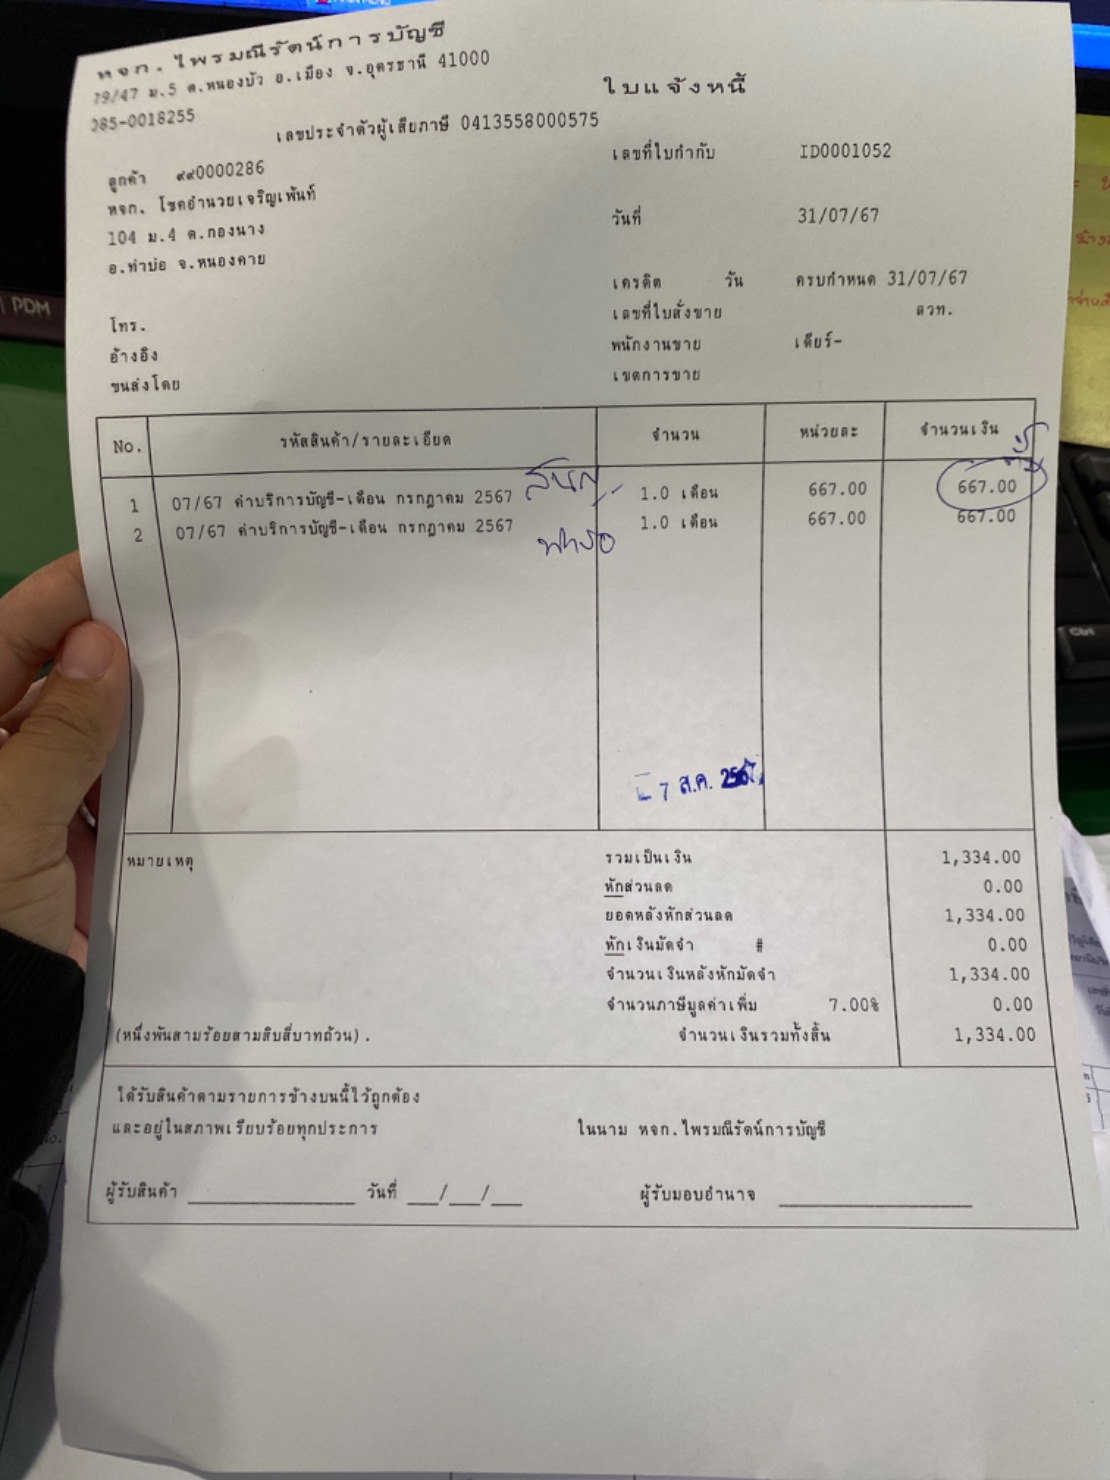 หจก.ไพรมณีรัตน์การบัญชี
79/47 ม.5 ต.หนองบัว อ.เมือง จ.อุดรธานี 41000
085-0018255
เลขประจำตัวผู้เสียภาษี 0413558000575
ใบแจ้งหนี้
ลูกค้า ๙๙0000286
หจก. โชคอำนวยเจริญเพ้นท์
104 ม.4 ต.กองนาง
อ.ท่าบ่อ จ.หนองคาย
เลขที่ใบกำกับ ID0001052
วันที่ 31/07/67
เครดิต วัน ครบกำหนด 31/07/67
เลขที่ใบสั่งขาย ลวท.
พนักงานขาย เดียร์-
เขตการขาย
โทร.
อ้างอิง
ขนส่งโดย
No. รหัสสินค้า/รายละเอียด จำนวน หน่วยละ จำนวนเงิน
1 07/67 ค่าบริการบัญชี-เดือน กรกฎาคม 2567 1.0 เดือน 667.00 667.00
2 07/67 ค่าบริการบัญชี-เดือน กรกฎาคม 2567 1.0 เดือน 667.00 667.00
7 ส.ค. 2567
หมายเหตุ
รวมเป็นเงิน 1,334.00
หักส่วนลด 0.00
ยอดหลังหักส่วนลด 1,334.00
หักเงินมัดจำ # 0.00
จำนวนเงินหลังหักมัดจำ 1,334.00
จำนวนภาษีมูลค่าเพิ่ม 7.00% 0.00
(หนึ่งพันสามร้อยสามสิบสี่บาทถ้วน). จำนวนเงินรวมทั้งสิ้น 1,334.00
ได้รับสินค้าตามรายการข้างบนนี้ไว้ถูกต้อง
และอยู่ในสภาพเรียบร้อยทุกประการ ในนาม หจก.ไพรมณีรัตน์การบัญชี
ผู้รับสินค้า วันที่ __/__/__ ผู้รับมอบอำนาจ
PDM
Ctrl